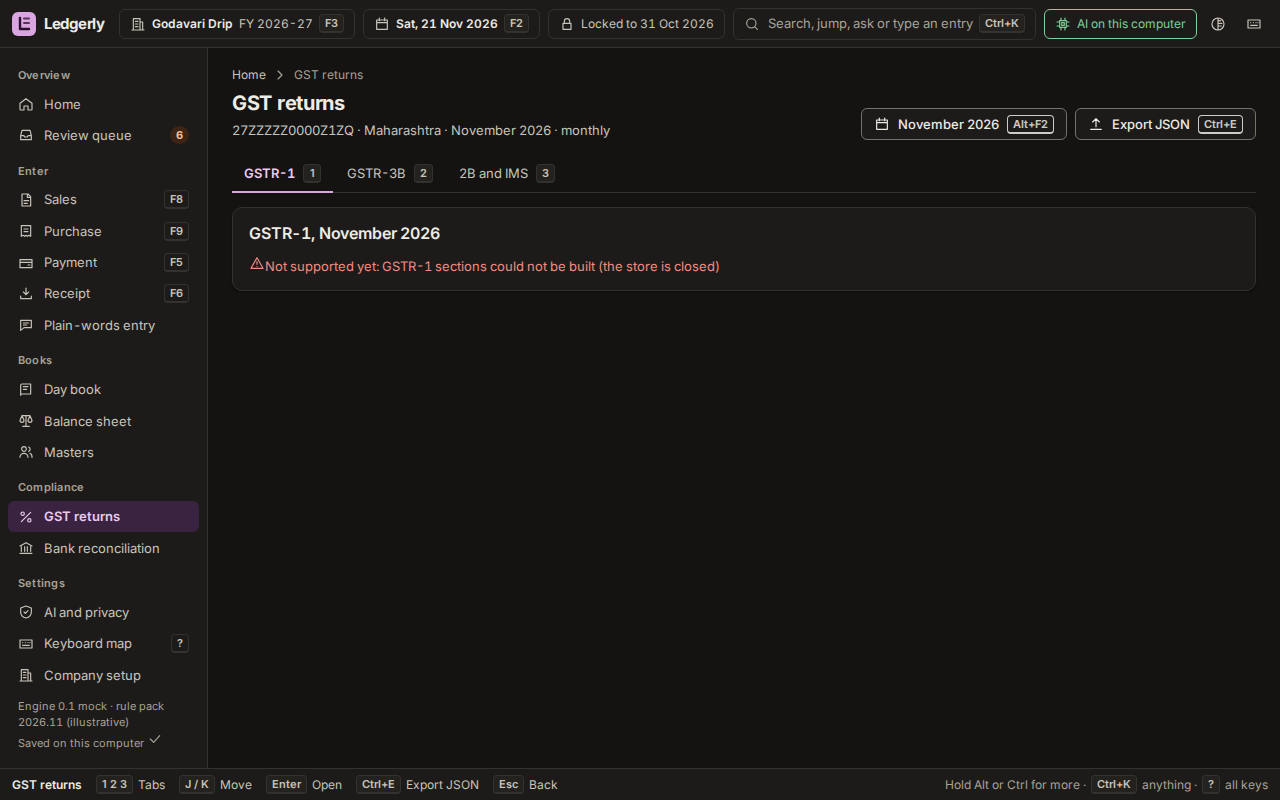 Ledgerly
Godavari Drip FY 2026-27 F3
Sat, 21 Nov 2026 F2
Locked to 31 Oct 2026
Search, jump, ask or type an entry Ctrl+K
AI on this computer
Overview
Home
Review queue 6
Enter
Sales F8
Purchase F9
Payment F5
Receipt F6
Plain-words entry
Books
Day book
Balance sheet
Masters
Compliance
GST returns
Bank reconciliation
Settings
AI and privacy
Keyboard map ?
Company setup
Engine 0.1 mock · rule pack
2026.11 (illustrative)
Saved on this computer
Home > GST returns
GST returns
27ZZZZZ0000Z1ZQ · Maharashtra · November 2026 · monthly
November 2026 Alt+F2
Export JSON Ctrl+E
GSTR-1 1
GSTR-3B 2
2B and IMS 3
GSTR-1, November 2026
Not supported yet: GSTR-1 sections could not be built (the store is closed)
GST returns 1 2 3 Tabs J / K Move Enter Open Ctrl+E Export JSON Esc Back
Hold Alt or Ctrl for more · Ctrl+K anything · ? all keys